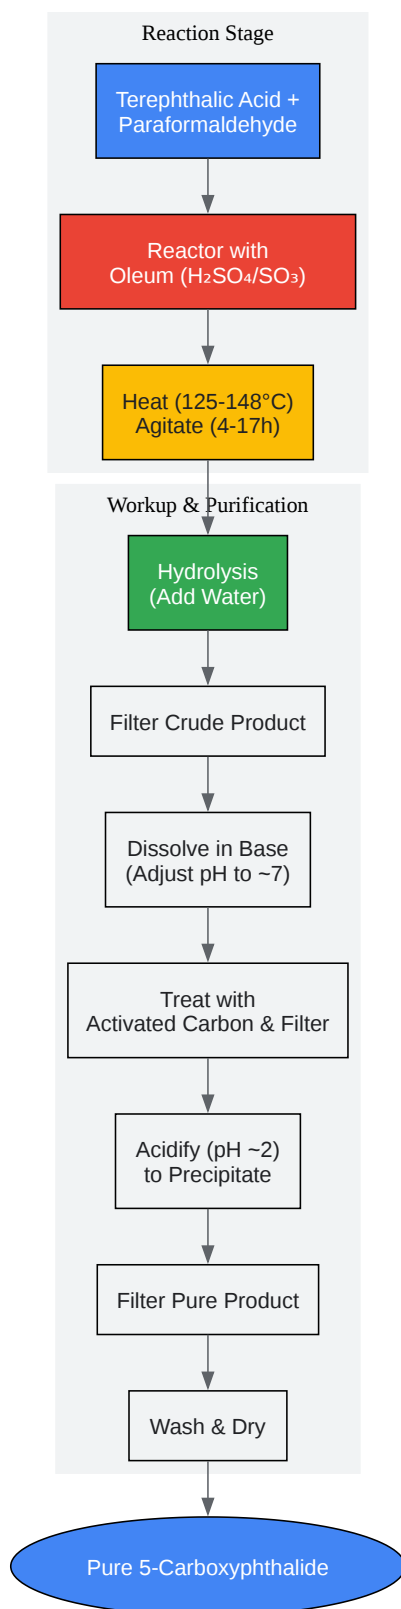 Reaction Stage
Terephthalic Acid +
Paraformaldehyde
Reactor with
Oleum (H₂SO₄/SO₃)
Heat (125-148°C)
Agitate (4-17h)
Workup & Purification
Hydrolysis
(Add Water)
Filter Crude Product
Dissolve in Base
(Adjust pH to ~7)
Treat with
Activated Carbon & Filter
Acidify (pH ~2)
to Precipitate
Filter Pure Product
Wash & Dry
Pure 5-Carboxyphthalide